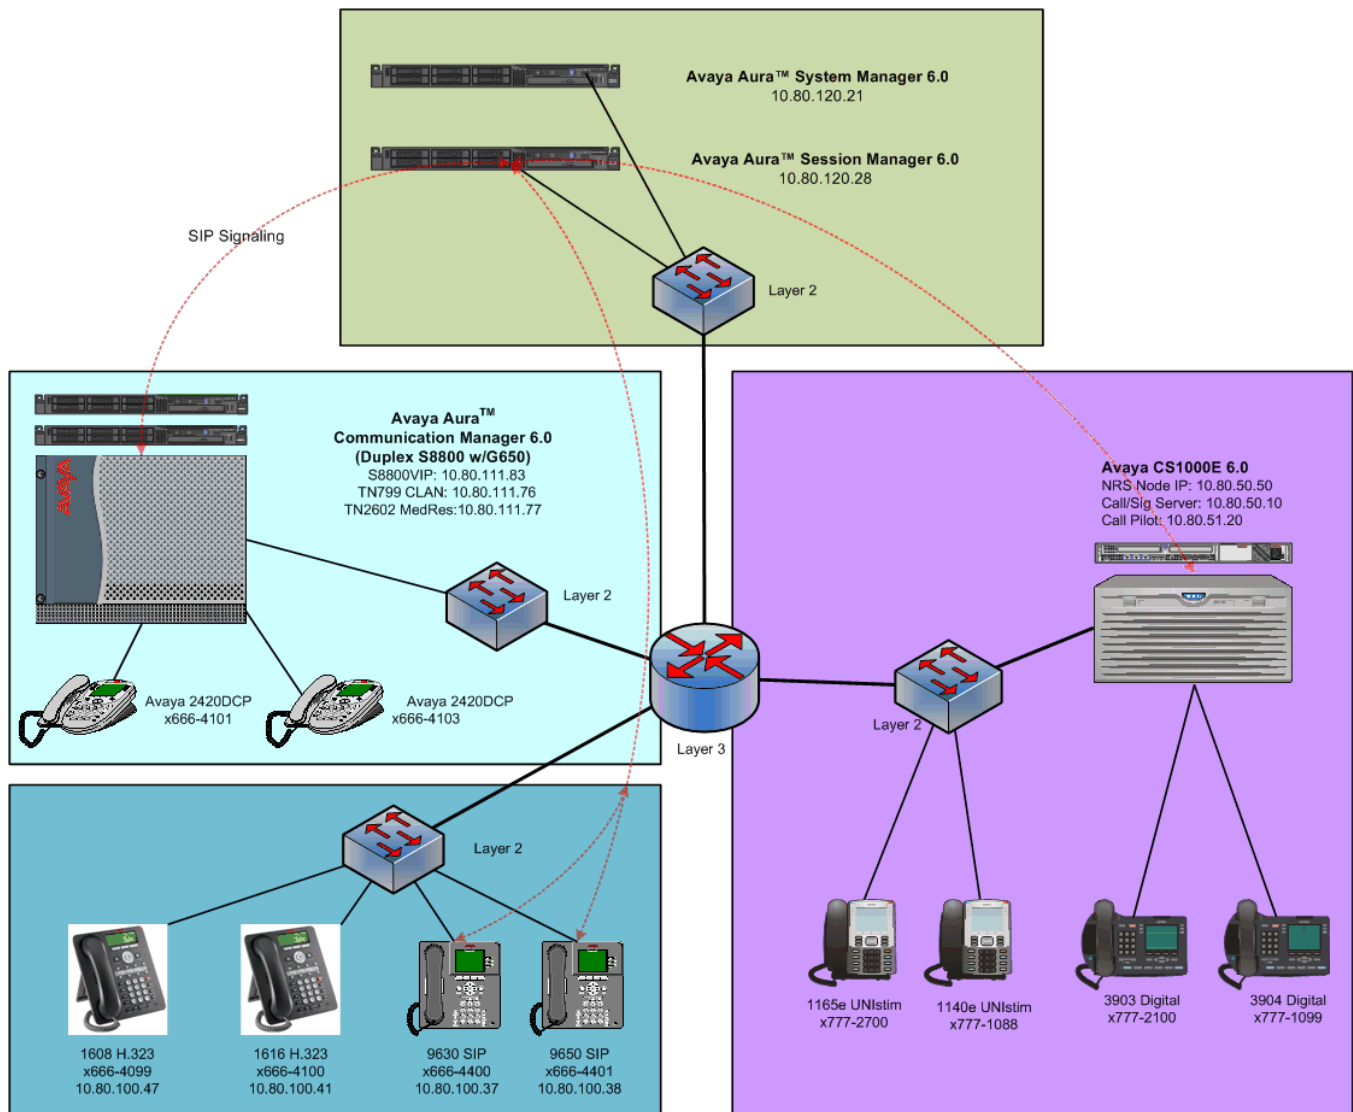 Avaya Aura™ System Manager 6.0
10.80.120.21
Avaya Aura™ Session Manager 6.0
10.80.120.28
SIP Signaling
Layer 2
Avaya Aura™
Communication Manager 6.0
(Duplex S8800 w/G650)
S8800VIP: 10.80.111.83
TN799 CLAN: 10.80.111.76
TN2602 MedRes:10.80.111.77
AVAYA
Layer 2
Avaya 2420DCP
x666-4101
Avaya 2420DCP
x666-4103
Layer 3
Avaya CS1000E 6.0
NRS Node IP: 10.80.50.50
Call/Sig Server: 10.80.50.10
Call Pilot: 10.80.51.20
Layer 2
Layer 2
1608 H.323
x666-4099
10.80.100.47
1616 H.323
x666-4100
10.80.100.41
9630 SIP
x666-4400
10.80.100.37
9650 SIP
x666-4401
10.80.100.38
1165e UNIstim
x777-2700
1140e UNIstim
x777-1088
3903 Digital
x777-2100
3904 Digital
x777-1099